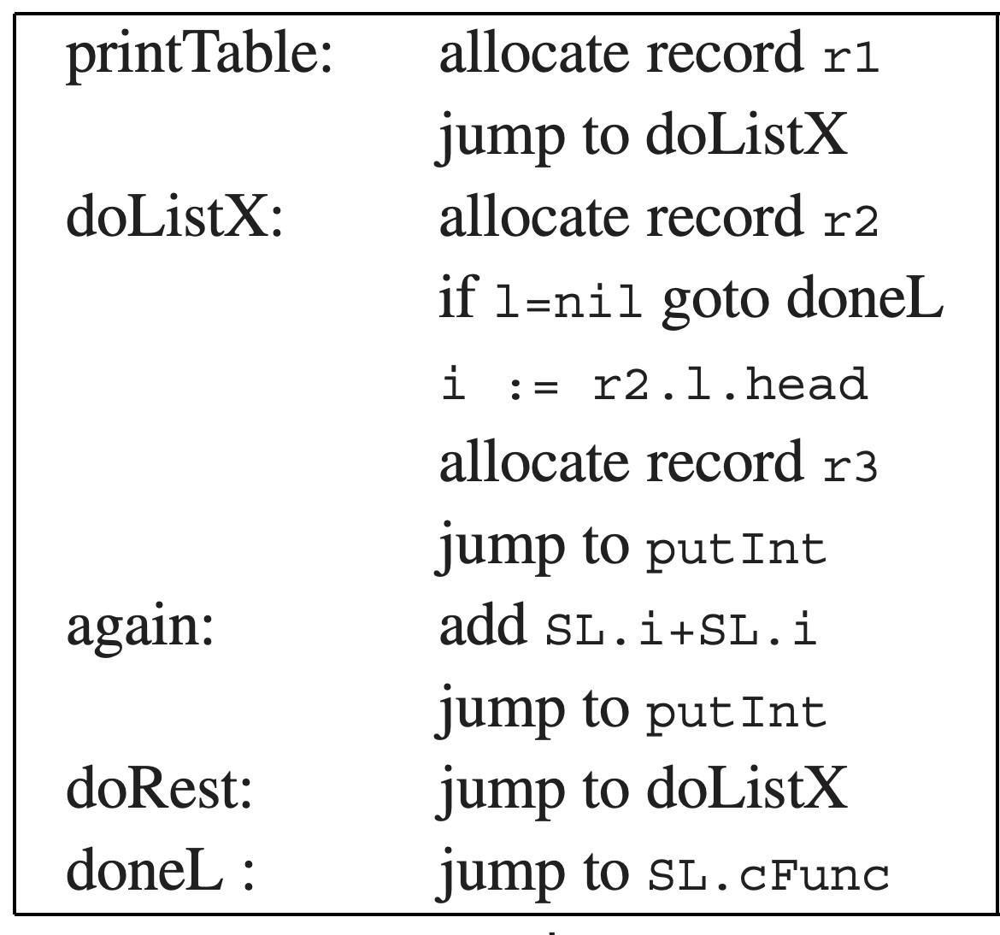 printTable: allocate record r1
jump to doListX
doListX: allocate record r2
if l=nil goto doneL
i := r2.l.head
allocate record r3
jump to putInt
again: add SL.i+SL.i
jump to putInt
doRest: jump to doListX
doneL : jump to SL.cFunc